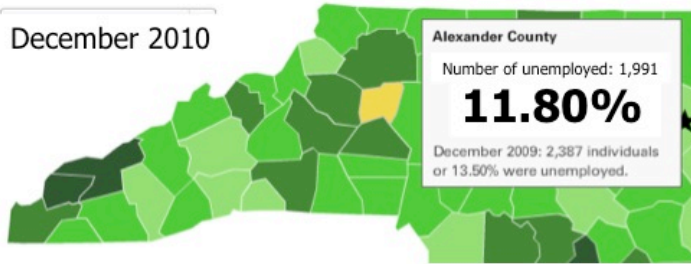 December 2010
Alexander County
Number of unemployed: 1,991
11.80%
December 2009: 2,387 individuals
or 13.50% were unemployed.